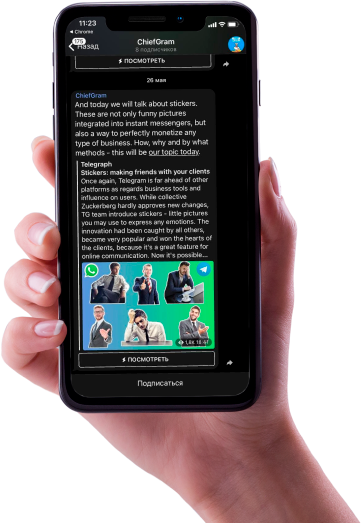 11:23
Chrome
175
Назад
ChiefGram
6 подписчиков
ПОСМОТРЕТЬ
26 мая
ChiefGram
And today we will talk about stickers.
These are not only funny pictures
integrated into instant messengers, but
also a way to perfectly monetize any
type of business. How, why and by what
methods - this will be our topic today.
Telegraph
Stickers: making friends with your clients
Once again, Telegram is far ahead of other
platforms as regards business tools and
influence on users. While collective
Zuckerberg hardly approves new changes,
TG team introduce stickers - little pictures
you may use to express any emotions. The
innovation had been caught by all others,
became very popular and won the hearts of
the clients, because it's a great feature for
online communication. Now it's possible...
1,8K 16:47
ПОСМОТРЕТЬ
Подписаться